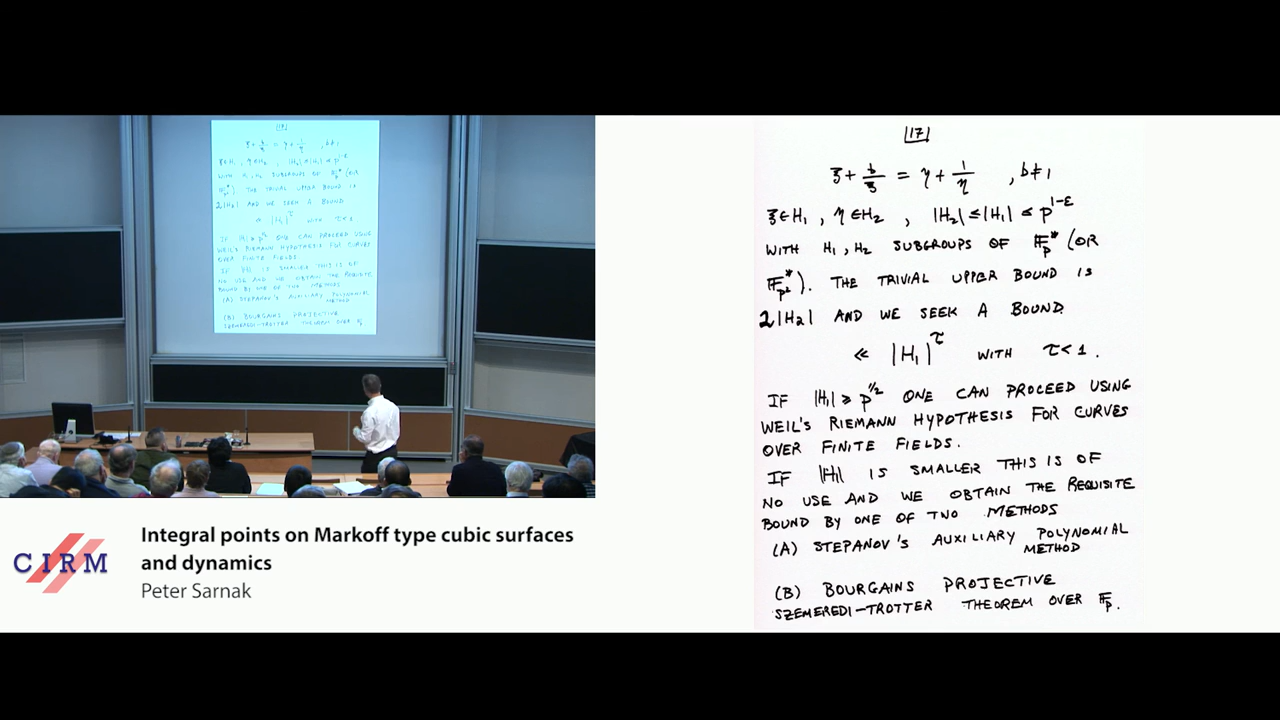 |17|
ξ + b/ξ = η + 1/η , b≠1
ξ ∈ H₁ , η ∈ H₂ , |H₂| ≤ |H₁| ≤ p^{1-ε}
WITH H₁ , H₂ SUBGROUPS OF 𝔽_p^* (OR
𝔽_{p²}^*). THE TRIVIAL UPPER BOUND IS
2|H₂| AND WE SEEK A BOUND
≪ |H₁|^τ WITH τ<1.
IF |H₁| ≥ p^{1/2} ONE CAN PROCEED USING
WEIL'S RIEMANN HYPOTHESIS FOR CURVES
OVER FINITE FIELDS.
IF |H₁| IS SMALLER THIS IS OF
NO USE AND WE OBTAIN THE REQUISITE
BOUND BY ONE OF TWO METHODS
(A) STEPANOV'S AUXILIARY POLYNOMIAL
METHOD
(B) BOURGAINS PROJECTIVE
SZEMEREDI-TROTTER THEOREM OVER 𝔽_p.
CIRM
Integral points on Markoff type cubic surfaces
and dynamics
Peter Sarnak